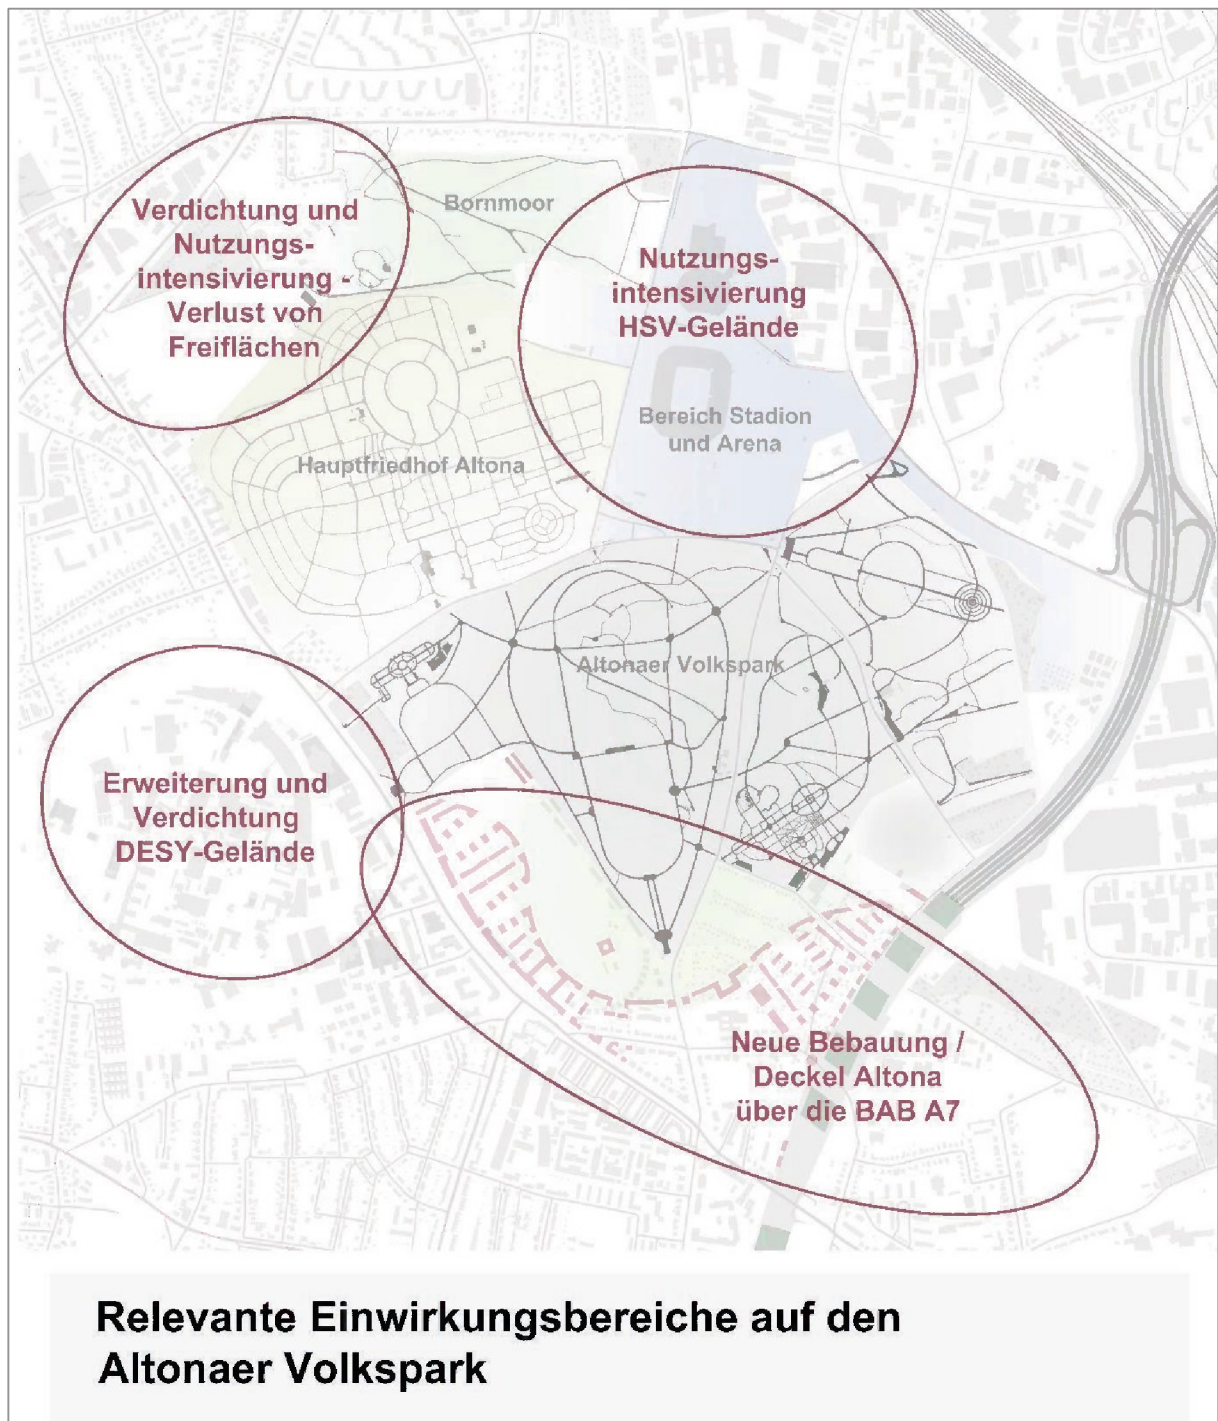 Verdichtung und
Nutzungs-
intensivierung -
Verlust von
Freiflächen
Bornmoor
Nutzungs-
intensivierung
HSV-Gelände
Bereich Stadion
und Arena
Hauptfriedhof Altona
Altonaer Volkspark
Erweiterung und
Verdichtung
DESY-Gelände
Neue Bebauung /
Deckel Altona
über die BAB A7
Relevante Einwirkungsbereiche auf den
Altonaer Volkspark